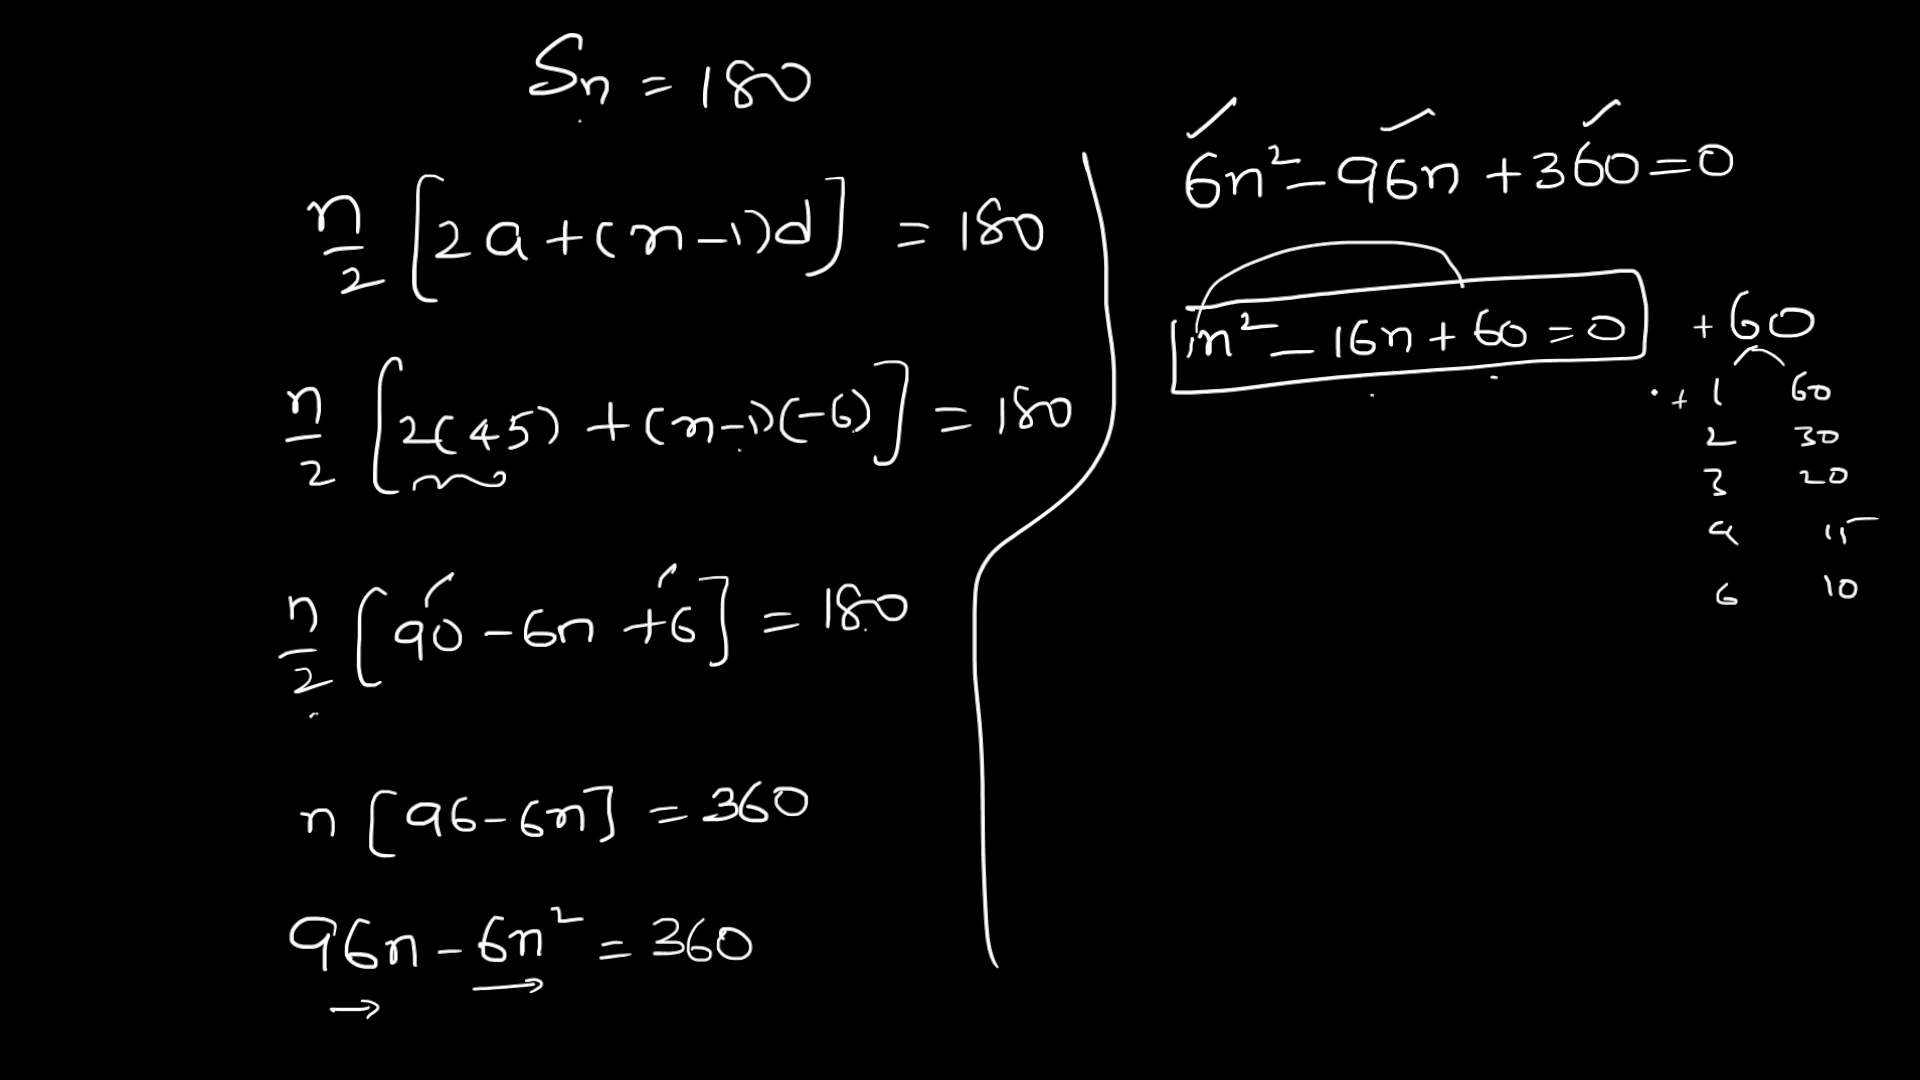 Sn = 180
n/2 [2a + (n-1)d] = 180
n/2 [2(45) + (n-1)(-6)] = 180
n/2 [90 - 6n + 6] = 180
n [96 - 6n] = 360
96n - 6n² = 360
6n² - 96n + 360 = 0
1n² - 16n + 60 = 0
+60
+ 1 60
2 30
3 20
4 15
6 10